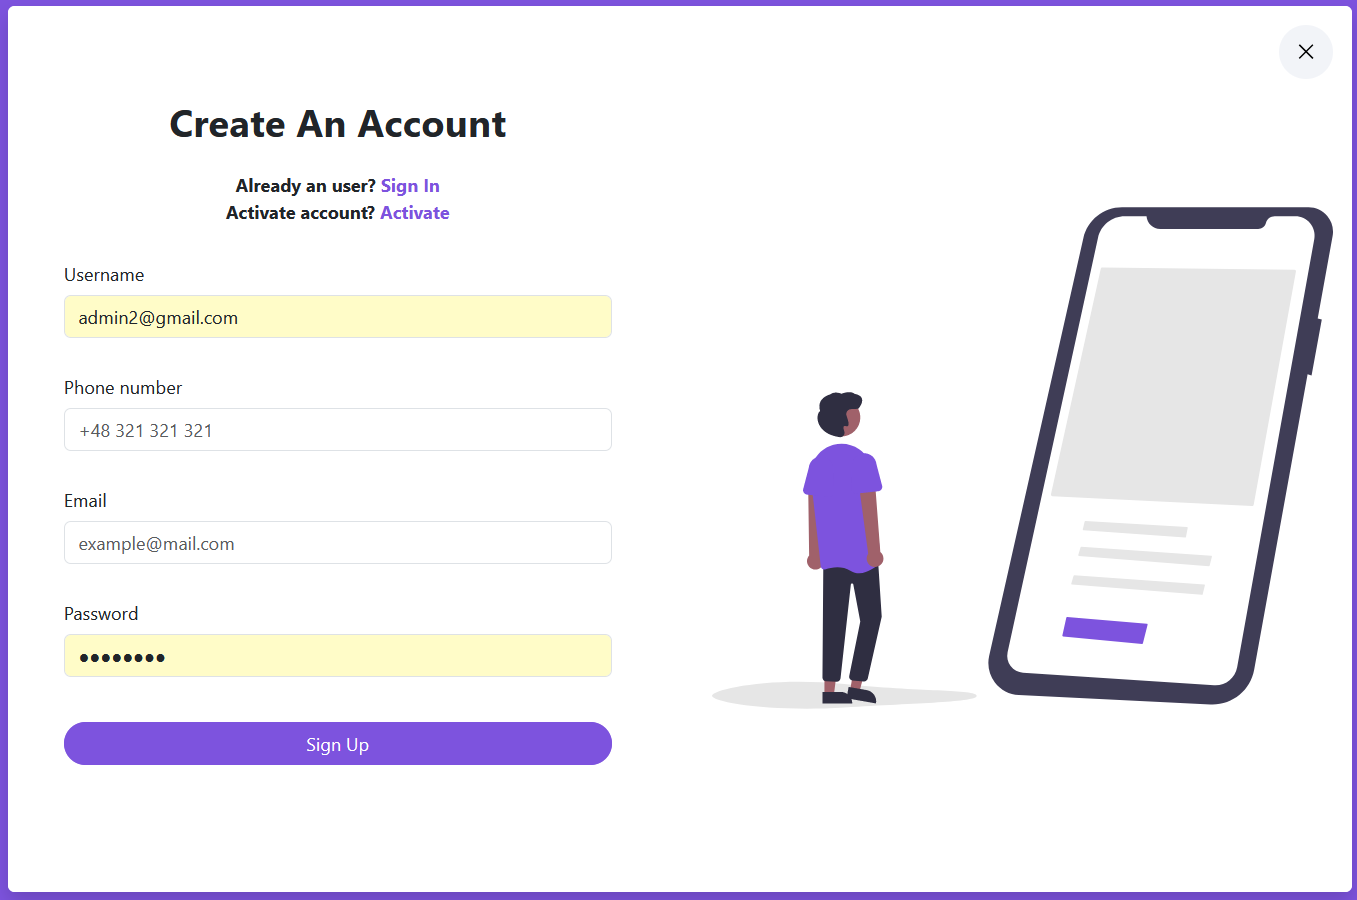 Create An Account
Already an user? Sign In
Activate account? Activate
Username
admin2@gmail.com
Phone number
+48 321 321 321
Email
example@mail.com
Password
●●●●●●●●
Sign Up